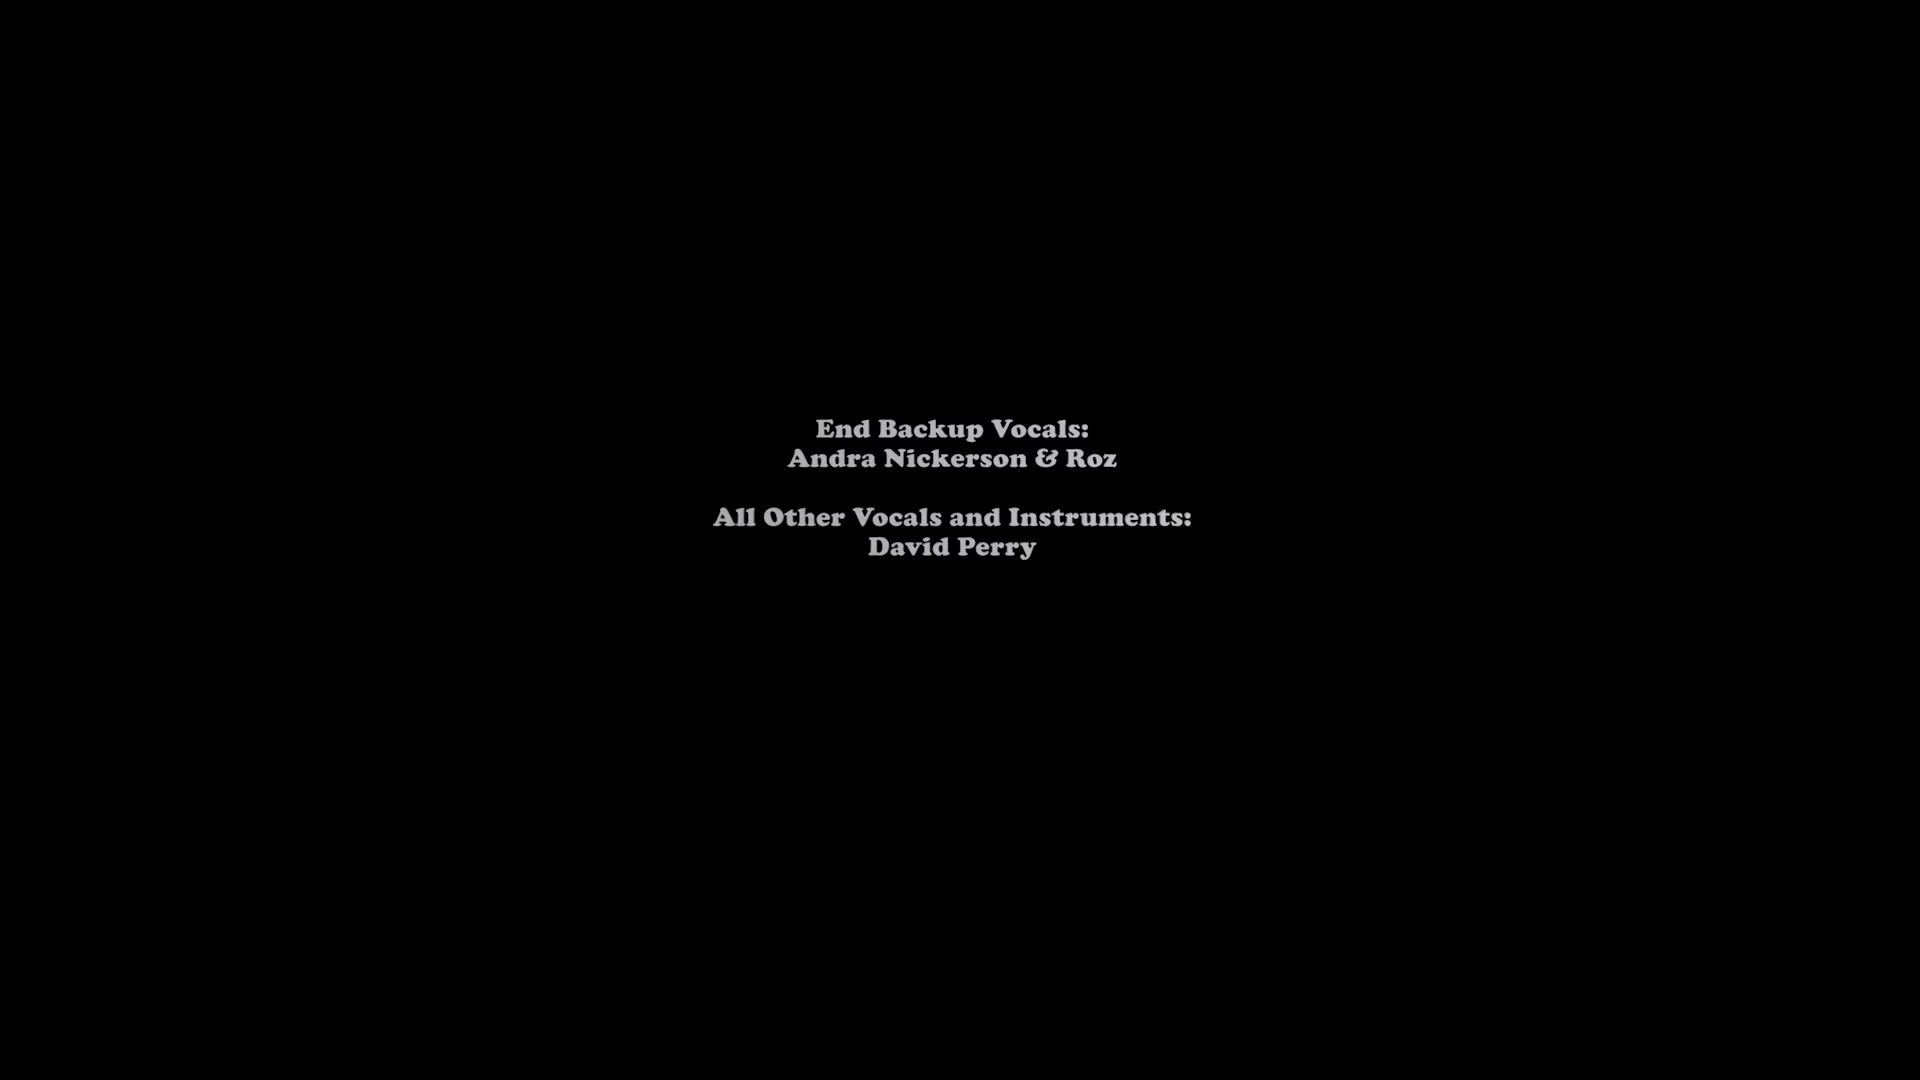 End Backup Vocals:
Andra Nickerson & Roz
All Other Vocals and Instruments:
David Perry